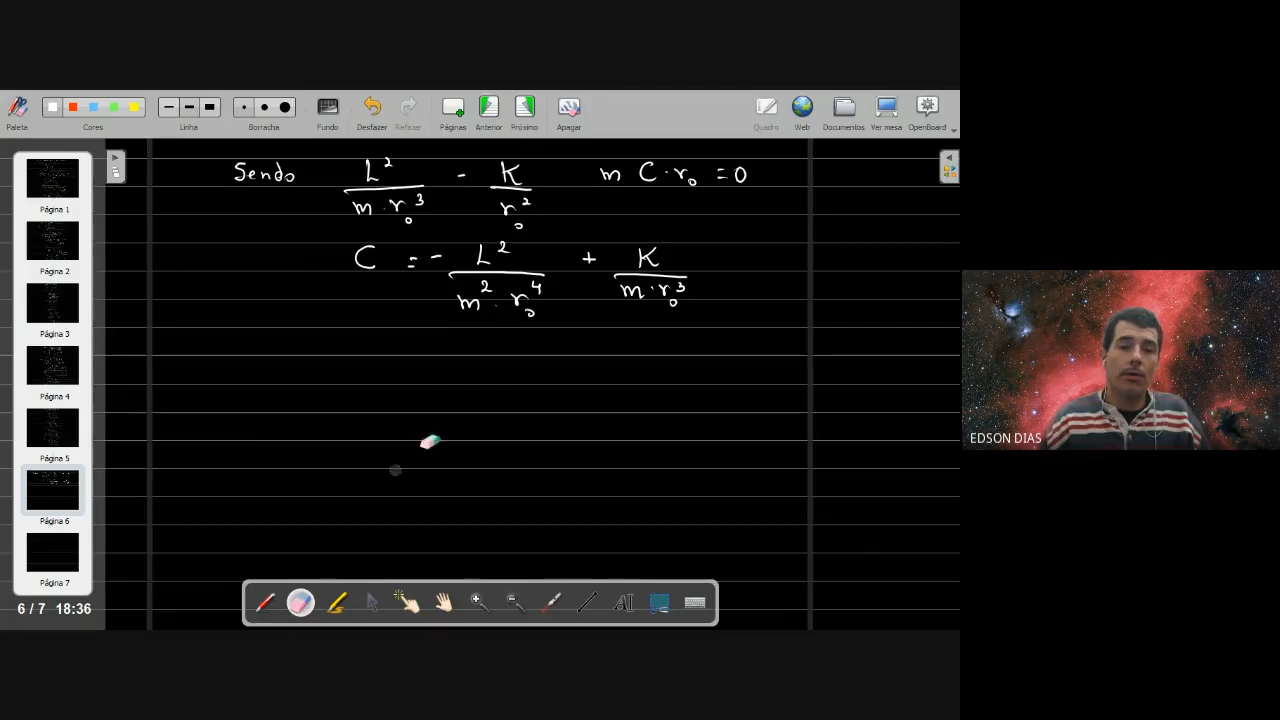 Paleta Cores Linha Borracha Fundo Desfazer Refazer Páginas Anterior Próximo Apagar Quadro Web Documentos Ver mesa OpenBoard
Página 1
Página 2
Página 3
Página 4
Página 5
Página 6
Página 7
6 / 7 18:36
Sendo L² / m · r₀³ - K / r₀² m C · r₀ = 0
C = - L² / m² · r₀⁴ + K / m · r₀³
AI
EDSON DIAS